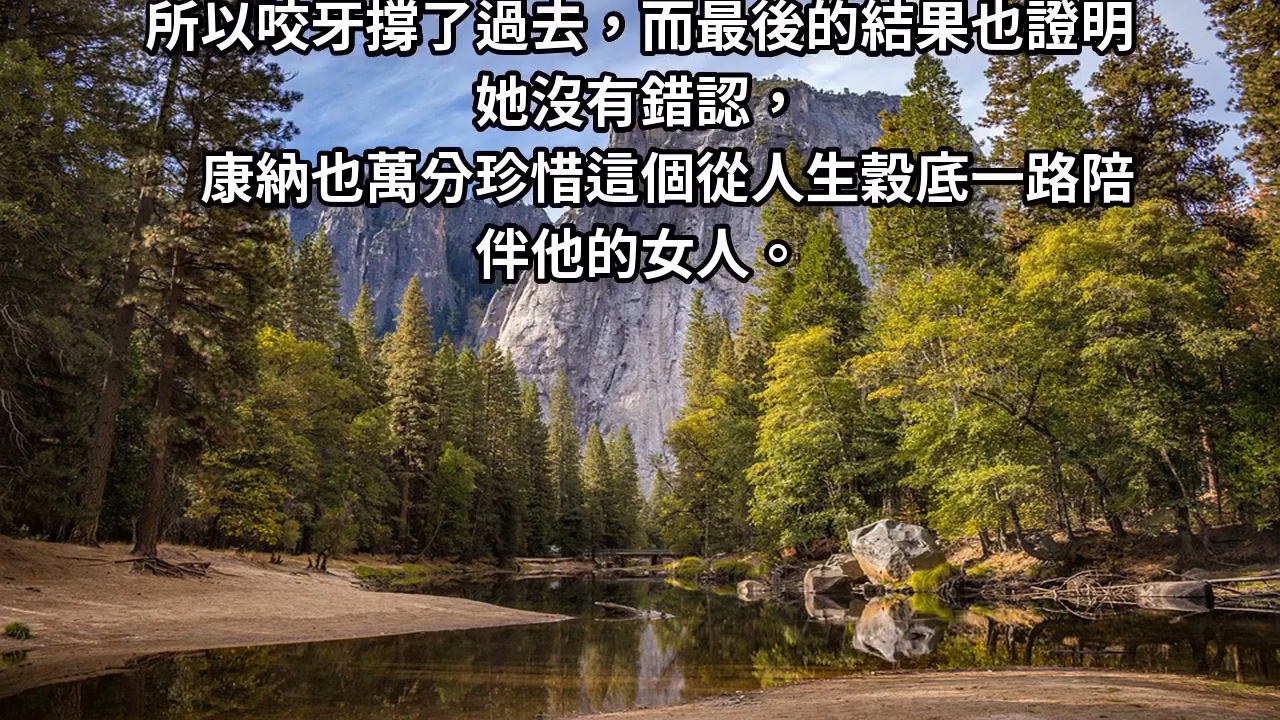 所以咬牙撐了過去，而最後的結果也證明
她沒有錯認，
康納也萬分珍惜這個從人生穀底一路陪
伴他的女人。